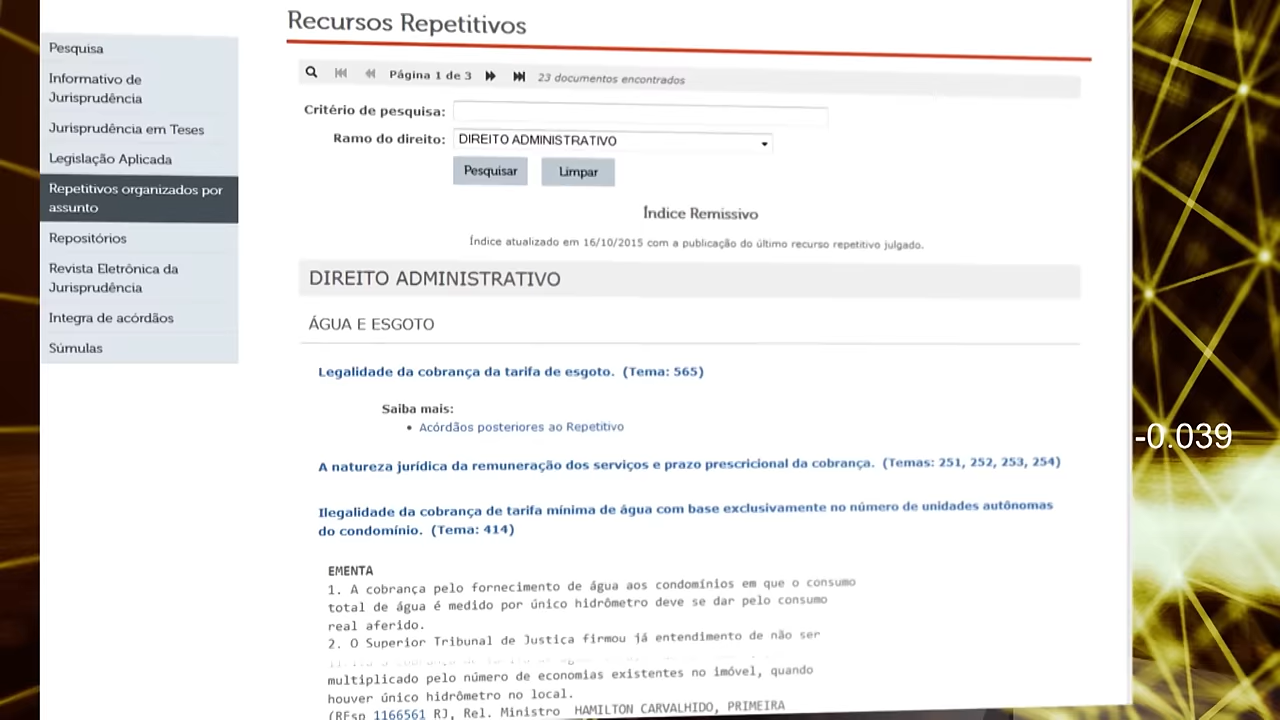 Recursos Repetitivos
Pesquisa
Informativo de
Jurisprudência
Jurisprudência em Teses
Legislação Aplicada
Repetitivos organizados por
assunto
Repositórios
Revista Eletrônica da
Jurisprudência
Integra de acórdãos
Súmulas
Página 1 de 3
23 documentos encontrados
Critério de pesquisa:
Ramo do direito: DIREITO ADMINISTRATIVO
Pesquisar Limpar
Índice Remissivo
Índice atualizado em 16/10/2015 com a publicação do último recurso repetitivo julgado.
DIREITO ADMINISTRATIVO
ÁGUA E ESGOTO
Legalidade da cobrança da tarifa de esgoto. (Tema: 565)
Saiba mais:
• Acórdãos posteriores ao Repetitivo
-0.039
A natureza jurídica da remuneração dos serviços e prazo prescricional da cobrança. (Temas: 251, 252, 253, 254)
Ilegalidade da cobrança de tarifa mínima de água com base exclusivamente no número de unidades autônomas
do condomínio. (Tema: 414)
EMENTA
1. A cobrança pelo fornecimento de água aos condomínios em que o consumo
total de água é medido por único hidrômetro deve se dar pelo consumo
real aferido.
2. O Superior Tribunal de Justiça firmou já entendimento de não ser
multiplicado pelo número de economias existentes no imóvel, quando
houver único hidrômetro no local.
(REsp 1166561 RJ, Rel. Ministro HAMILTON CARVALHIDO, PRIMEIRA